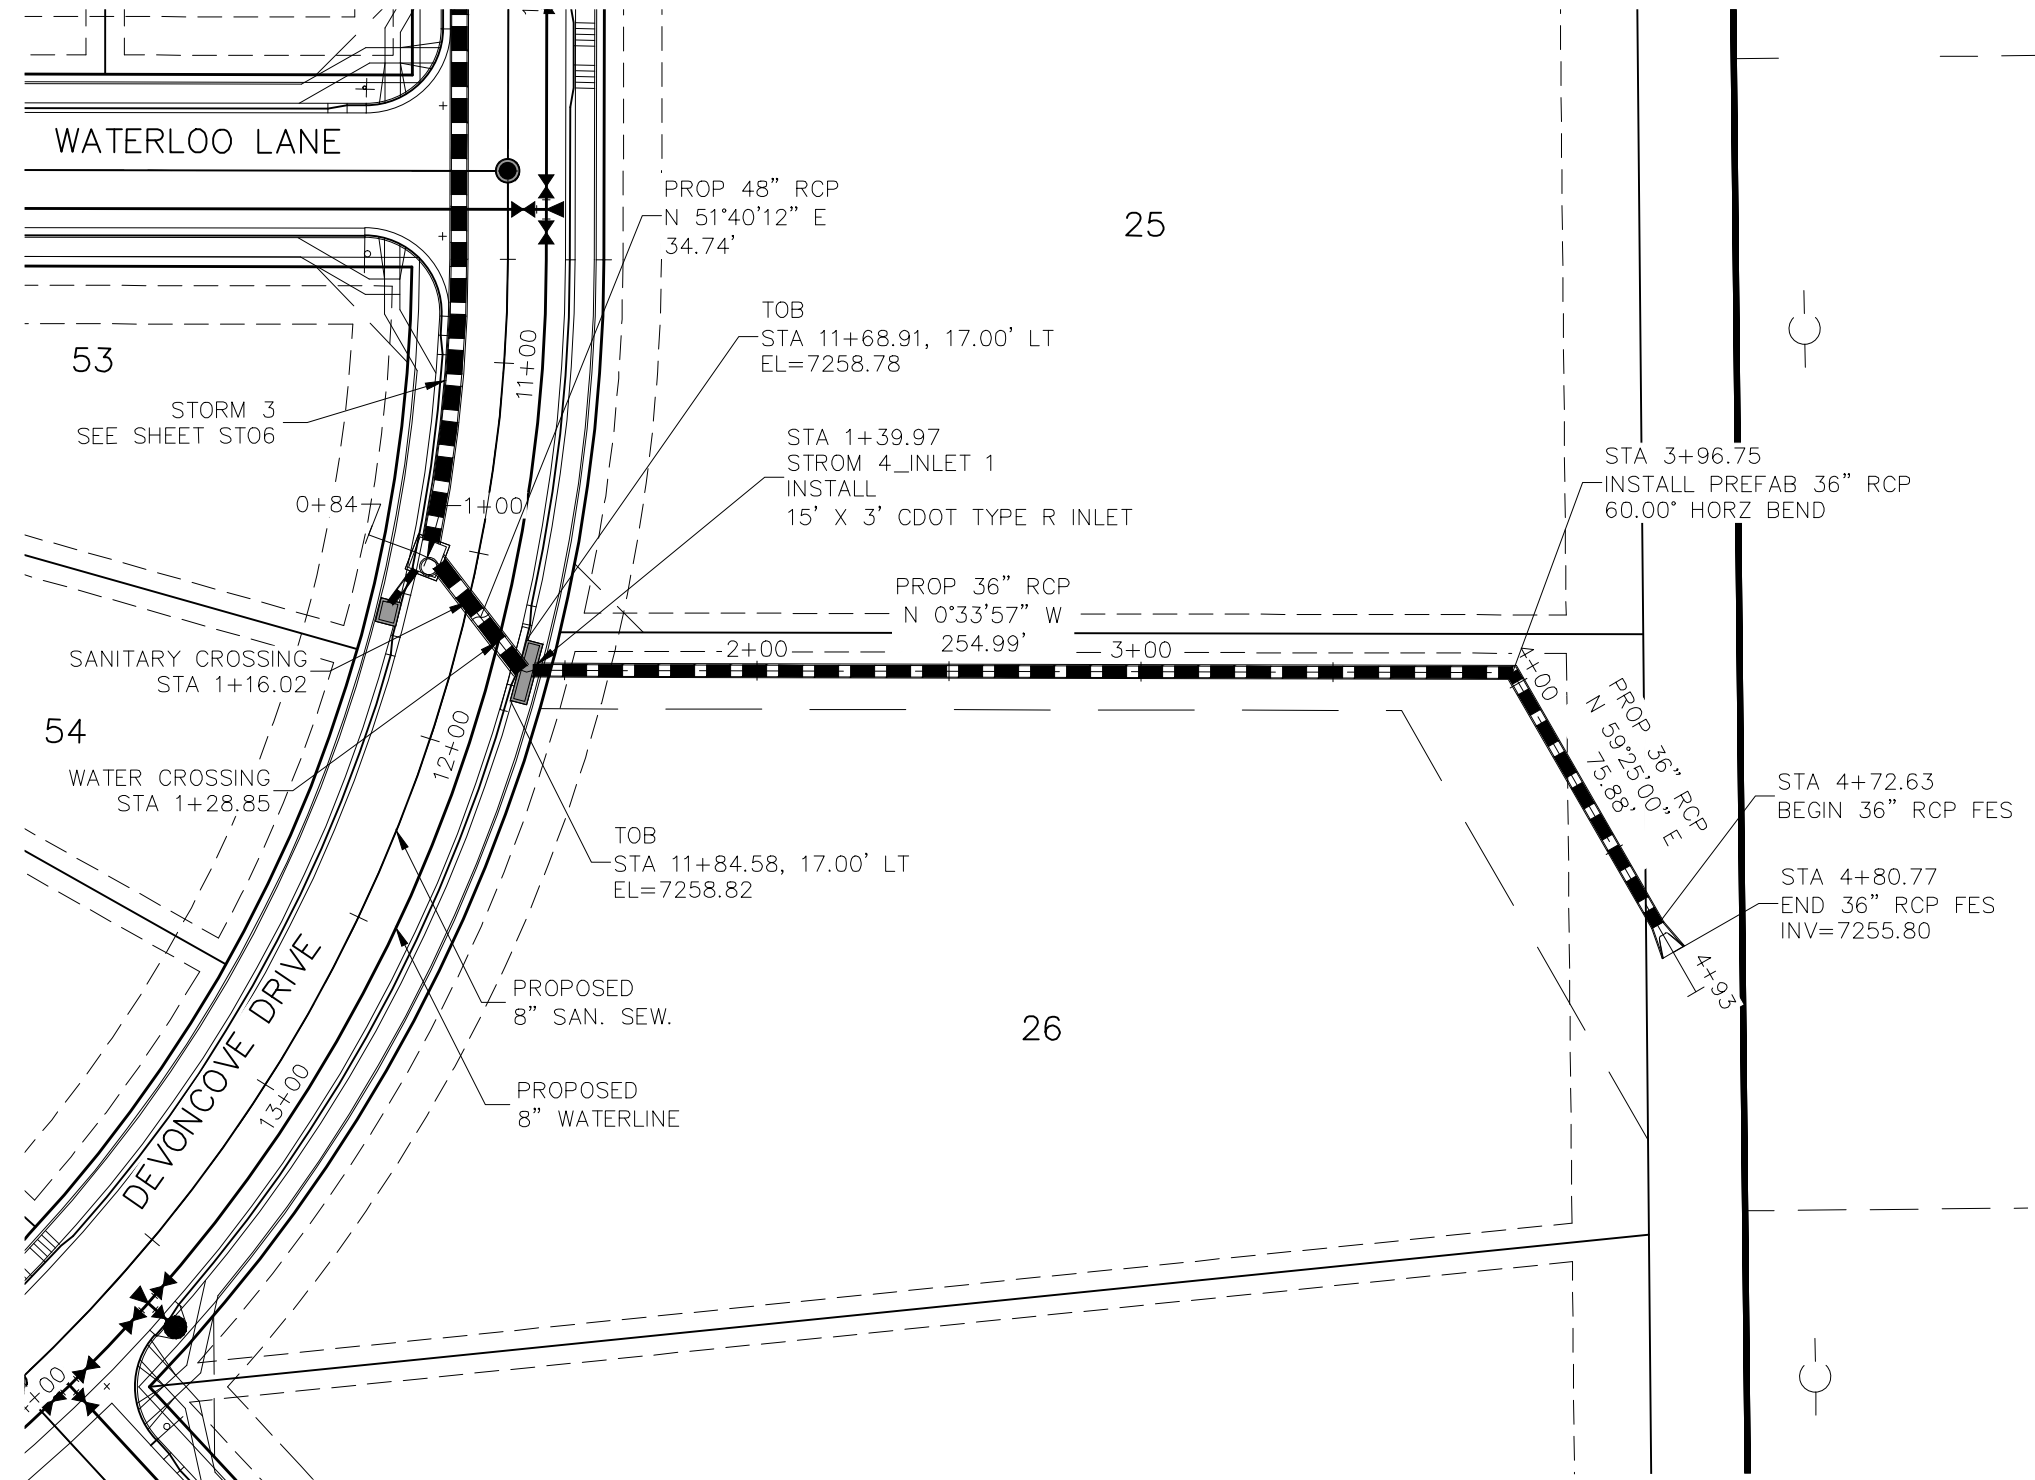 WATERLOO LANE
PROP 48" RCP
N 51°40'12" E
34.74'
25
TOB
STA 11+68.91, 17.00' LT
EL=7258.78
11+00
53
STORM 3
SEE SHEET ST06
STA 1+39.97
STROM 4_INLET 1
INSTALL
15' X 3' CDOT TYPE R INLET
STA 3+96.75
INSTALL PREFAB 36" RCP
60.00° HORZ BEND
0+84
1+00
PROP 36" RCP
N 0°33'57" W
254.99'
2+00
3+00
4+00
SANITARY CROSSING
STA 1+16.02
PROP 36" RCP
N 59°25'00" E
75.88'
54
12+00
WATER CROSSING
STA 1+28.85
STA 4+72.63
BEGIN 36" RCP FES
TOB
STA 11+84.58, 17.00' LT
EL=7258.82
STA 4+80.77
END 36" RCP FES
INV=7255.80
4+93
DEVONCOVE DRIVE
PROPOSED
8" SAN. SEW.
26
13+00
PROPOSED
8" WATERLINE
+00